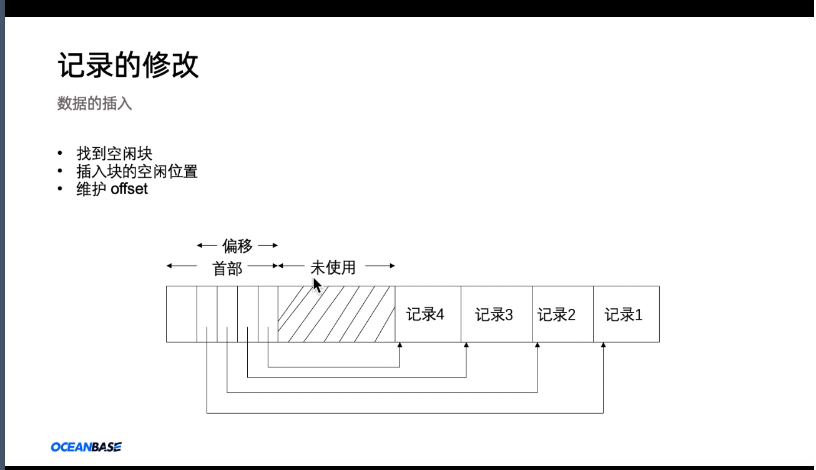 记录的修改
数据的插入
• 找到空闲块
• 插入块的空闲位置
• 维护 offset
偏移
首部
未使用
记录4
记录3
记录2
记录1
OCEANBASE